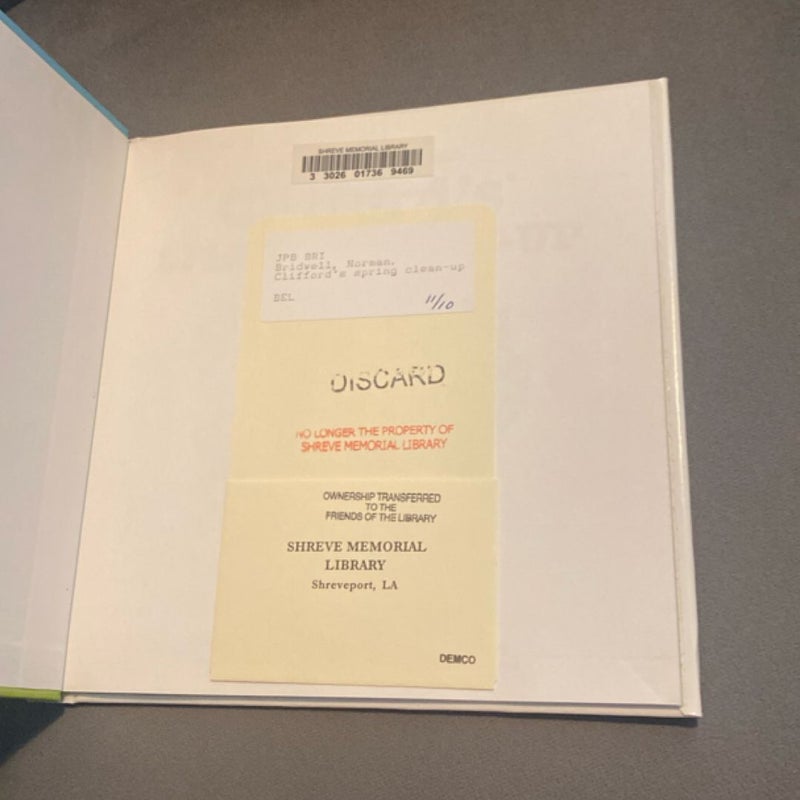 SHREVE MEMORIAL LIBRARY
3 3026 01736 9469
JPB BRI
Bridwell, Norman.
Clifford's spring clean-up
BEL
11/10
DISCARD
NO LONGER THE PROPERTY OF
SHREVE MEMORIAL LIBRARY
OWNERSHIP TRANSFERRED
TO THE
FRIENDS OF THE LIBRARY
SHREVE MEMORIAL
LIBRARY
Shreveport, LA
DEMCO